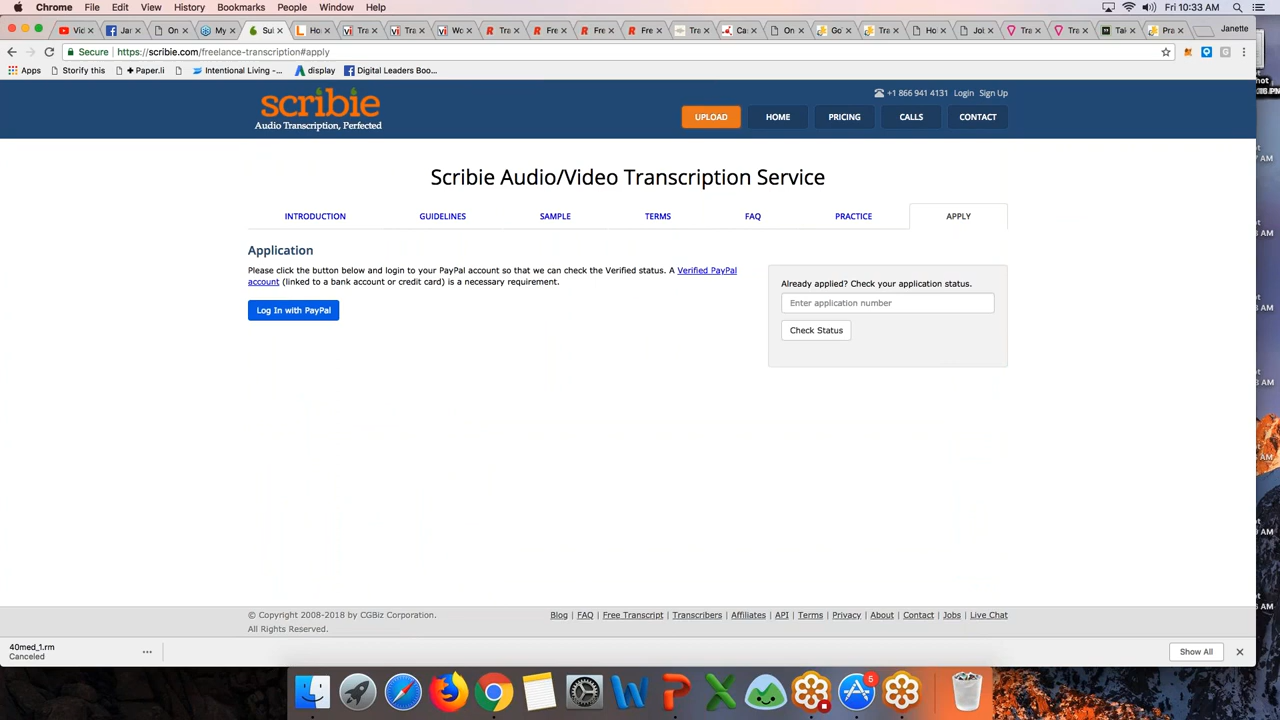 Chrome File Edit View History Bookmarks People Window Help Fri 10:33 AM
Janette
Secure https://scribie.com/freelance-transcription#apply
Apps Storify this + Paper.li Intentional Living -... display Digital Leaders Boo...
scribie
Audio Transcription, Perfected
+1 866 941 4131 Login Sign Up
UPLOAD HOME PRICING CALLS CONTACT
Scribie Audio/Video Transcription Service
INTRODUCTION GUIDELINES SAMPLE TERMS FAQ PRACTICE APPLY
Application
Please click the button below and login to your PayPal account so that we can check the Verified status. A Verified PayPal
account (linked to a bank account or credit card) is a necessary requirement.
Log In with PayPal
Already applied? Check your application status.
Enter application number
Check Status
© Copyright 2008-2018 by CGBiz Corporation.
All Rights Reserved.
Blog | FAQ | Free Transcript | Transcribers | Affiliates | API | Terms | Privacy | About | Contact | Jobs | Live Chat
40med_1.rm
Canceled
Show All
5